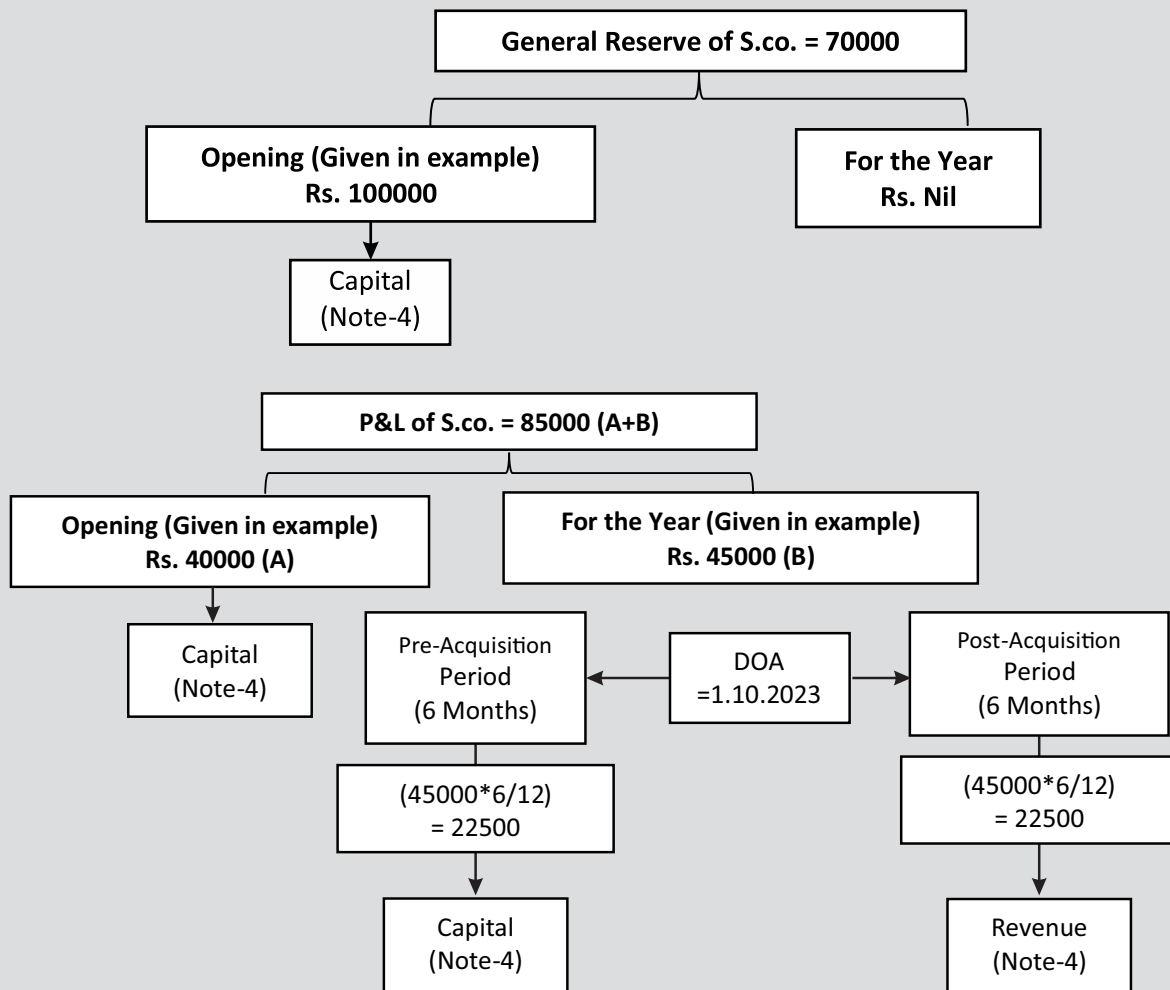 General Reserve of S.co. = 70000
Opening (Given in example)
Rs. 100000
For the Year
Rs. Nil
Capital
(Note-4)
P&L of S.co. = 85000 (A+B)
Opening (Given in example)
Rs. 40000 (A)
For the Year (Given in example)
Rs. 45000 (B)
Capital
(Note-4)
Pre-Acquisition
Period
(6 Months)
DOA
=1.10.2023
Post-Acquisition
Period
(6 Months)
(45000*6/12)
= 22500
(45000*6/12)
= 22500
Capital
(Note-4)
Revenue
(Note-4)